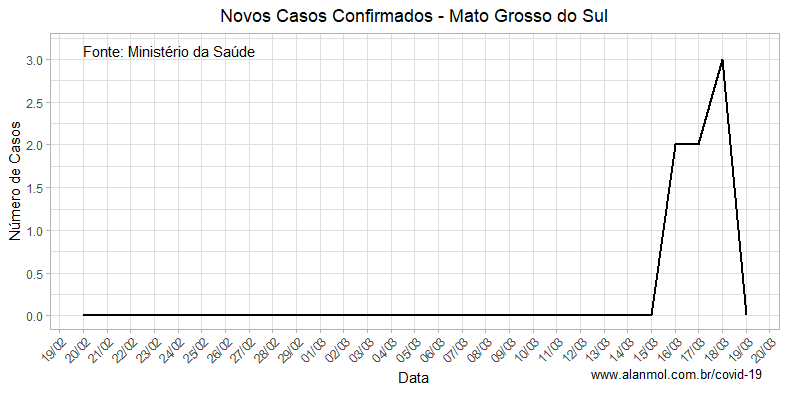 Novos Casos Confirmados - Mato Grosso do Sul
Fonte: Ministério da Saúde
Número de Casos
3.0
2.5
2.0
1.5
1.0
0.5
0.0
19/02 20/02 21/02 22/02 23/02 24/02 25/02 26/02 27/02 28/02 29/02 01/03 02/03 03/03 04/03 05/03 06/03 07/03 08/03 09/03 10/03 11/03 12/03 13/03 14/03 15/03 16/03 17/03 18/03 19/03 20/03
Data
www.alanmol.com.br/covid-19